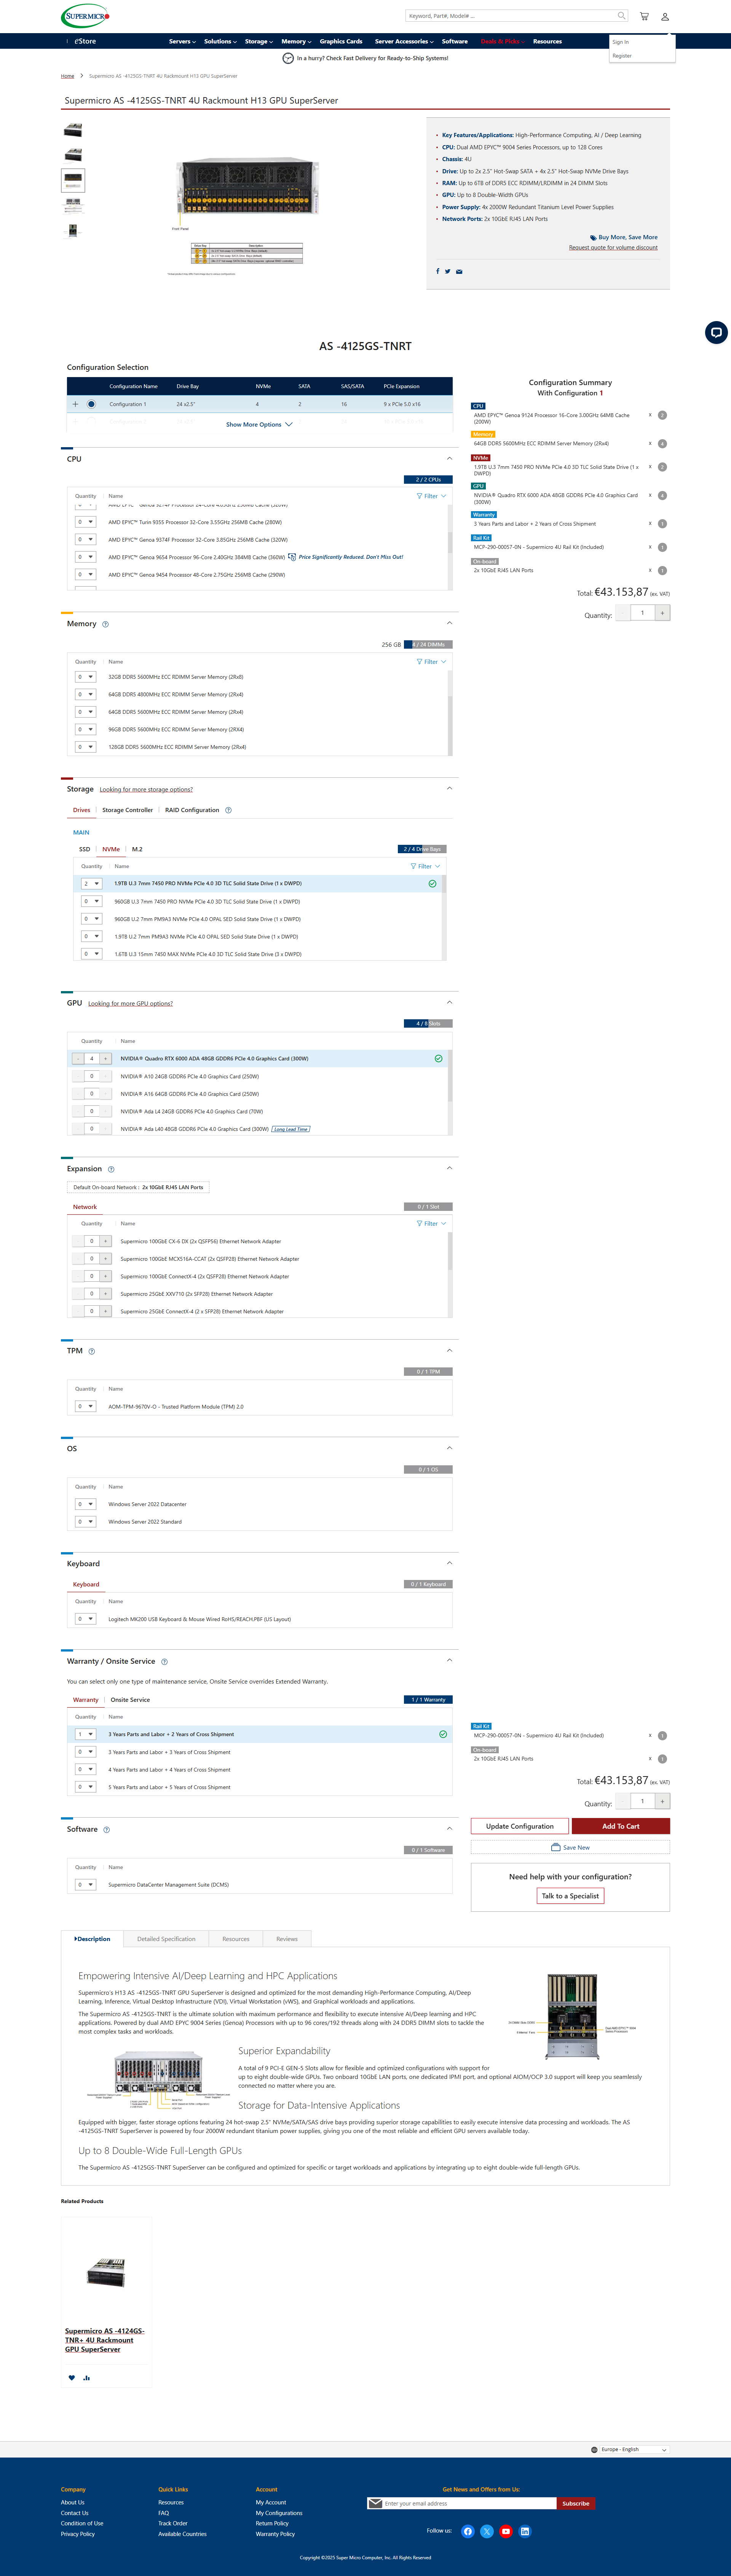 SUPERMICRO
Keyword, Part#, Model# ...
eStore
Servers
Solutions
Storage
Memory
Graphics Cards
Server Accessories
Software
Deals & Picks
Resources
Sign In
Register
In a hurry? Check Fast Delivery for Ready-to-Ship Systems!
Home
Supermicro AS -4125GS-TNRT 4U Rackmount H13 GPU SuperServer
Supermicro AS -4125GS-TNRT 4U Rackmount H13 GPU SuperServer
Front Panel
• Key Features/Applications: High-Performance Computing, AI / Deep Learning
• CPU: Dual AMD EPYC™ 9004 Series Processors, up to 128 Cores
• Chassis: 4U
• Drive: Up to 2x 2.5" Hot-Swap SATA + 4x 2.5" Hot-Swap NVMe Drive Bays
• RAM: Up to 6TB of DDR5 ECC RDIMM/LRDIMM in 24 DIMM Slots
• GPU: Up to 8 Double-Width GPUs
• Power Supply: 4x 2000W Redundant Titanium Level Power Supplies
• Network Ports: 2x 10GbE RJ45 LAN Ports
Buy More, Save More
Request quote for volume discount
AS -4125GS-TNRT
Configuration Selection
Configuration Name Drive Bay NVMe SATA SAS/SATA PCIe Expansion
Configuration 1 24 x2.5" 4 2 16 9 x PCIe 5.0 x16
Show More Options
CPU
2 / 2 CPUs
Quantity Name Filter
0 AMD EPYC™ Turin 9355 Processor 32-Core 3.55GHz 256MB Cache (280W)
0 AMD EPYC™ Genoa 9374F Processor 32-Core 3.85GHz 256MB Cache (320W)
0 AMD EPYC™ Genoa 9654 Processor 96-Core 2.40GHz 384MB Cache (360W) Price Significantly Reduced. Don't Miss Out!
0 AMD EPYC™ Genoa 9454 Processor 48-Core 2.75GHz 256MB Cache (290W)
Memory
256 GB 4 / 24 DIMMs
Quantity Name Filter
0 32GB DDR5 5600MHz ECC RDIMM Server Memory (2Rx8)
0 64GB DDR5 4800MHz ECC RDIMM Server Memory (2Rx4)
0 64GB DDR5 5600MHz ECC RDIMM Server Memory (2Rx4)
0 96GB DDR5 5600MHz ECC RDIMM Server Memory (2RX4)
0 128GB DDR5 5600MHz ECC RDIMM Server Memory (2Rx4)
Storage Looking for more storage options?
Drives Storage Controller RAID Configuration
MAIN
SSD NVMe M.2
2 / 4 Drive Bays
Quantity Name Filter
2 1.9TB U.3 7mm 7450 PRO NVMe PCIe 4.0 3D TLC Solid State Drive (1 x DWPD)
0 960GB U.3 7mm 7450 PRO NVMe PCIe 4.0 3D TLC Solid State Drive (1 x DWPD)
0 960GB U.2 7mm PM9A3 NVMe PCIe 4.0 OPAL SED Solid State Drive (1 x DWPD)
0 1.9TB U.2 7mm PM9A3 NVMe PCIe 4.0 OPAL SED Solid State Drive (1 x DWPD)
0 1.6TB U.3 15mm 7450 MAX NVMe PCIe 4.0 3D TLC Solid State Drive (3 x DWPD)
GPU Looking for more GPU options?
4 / 8 Slots
Quantity Name
- 4 + NVIDIA® Quadro RTX 6000 ADA 48GB GDDR6 PCIe 4.0 Graphics Card (300W)
0 NVIDIA® A10 24GB GDDR6 PCIe 4.0 Graphics Card (250W)
0 NVIDIA® A16 64GB GDDR6 PCIe 4.0 Graphics Card (250W)
0 NVIDIA® Ada L4 24GB GDDR6 PCIe 4.0 Graphics Card (70W)
0 NVIDIA® Ada L40 48GB GDDR6 PCIe 4.0 Graphics Card (300W) Long Lead Time
Expansion
Default On-board Network : 2x 10GbE RJ45 LAN Ports
Network
0 / 1 Slot
Quantity Name Filter
0 + Supermicro 100GbE CX-6 DX (2x QSFP56) Ethernet Network Adapter
0 + Supermicro 100GbE MCX516A-CCAT (2x QSFP28) Ethernet Network Adapter
0 + Supermicro 100GbE ConnectX-4 (2x QSFP28) Ethernet Network Adapter
0 + Supermicro 25GbE XXV710 (2x SFP28) Ethernet Network Adapter
0 + Supermicro 25GbE ConnectX-4 (2 x SFP28) Ethernet Network Adapter
TPM
0 / 1 TPM
Quantity Name
0 AOM-TPM-9670V-O - Trusted Platform Module (TPM) 2.0
OS
0 / 1 OS
Quantity Name
0 Windows Server 2022 Datacenter
0 Windows Server 2022 Standard
Keyboard
Keyboard
0 / 1 Keyboard
Quantity Name
0 Logitech MK200 USB Keyboard & Mouse Wired RoHS/REACH,PBF (US Layout)
Warranty / Onsite Service
You can select only one type of maintenance service, Onsite Service overrides Extended Warranty.
Warranty Onsite Service
1 / 1 Warranty
Quantity Name
1 3 Years Parts and Labor + 2 Years of Cross Shipment
0 3 Years Parts and Labor + 3 Years of Cross Shipment
0 4 Years Parts and Labor + 4 Years of Cross Shipment
0 5 Years Parts and Labor + 5 Years of Cross Shipment
Software
0 / 1 Software
Quantity Name
0 Supermicro DataCenter Management Suite (DCMS)
Configuration Summary
With Configuration 1
CPU
AMD EPYC™ Genoa 9124 Processor 16-Core 3.00GHz 64MB Cache x 2
(200W)
Memory
64GB DDR5 5600MHz ECC RDIMM Server Memory (2Rx4) x 4
NVMe
1.9TB U.3 7mm 7450 PRO NVMe PCIe 4.0 3D TLC Solid State Drive (1 x x 2
DWPD)
GPU
NVIDIA® Quadro RTX 6000 ADA 48GB GDDR6 PCIe 4.0 Graphics Card x 4
(300W)
Warranty
3 Years Parts and Labor + 2 Years of Cross Shipment x 1
Rail Kit
MCP-290-00057-0N - Supermicro 4U Rail Kit (Included) x 1
On-board
2x 10GbE RJ45 LAN Ports x 1
Total: €43.153,87 (ex. VAT)
Quantity: 1 +
Rail Kit
MCP-290-00057-0N - Supermicro 4U Rail Kit (Included) x 1
On-board
2x 10GbE RJ45 LAN Ports x 1
Total: €43.153,87 (ex. VAT)
Quantity: 1 +
Update Configuration
Add To Cart
Save New
Need help with your configuration?
Talk to a Specialist
Description
Detailed Specification
Resources
Reviews
Empowering Intensive AI/Deep Learning and HPC Applications
Supermicro's H13 AS -4125GS-TNRT GPU SuperServer is designed and optimized for the most demanding High-Performance Computing, AI/Deep
Learning, Inference, Virtual Desktop Infrastructure (VDI), Virtual Workstation (vWS), and Graphical workloads and applications.
The Supermicro AS -4125GS-TNRT is the ultimate solution with maximum performance and flexibility to execute intensive AI/Deep learning and HPC
applications. Powered by dual AMD EPYC 9004 Series (Genoa) Processors with up to 96 cores/192 threads along with 24 DDR5 DIMM slots to tackle the
most complex tasks and workloads.
Superior Expandability
A total of 9 PCI-E GEN-5 Slots allow for flexible and optimized configurations with support for
up to eight double-wide GPUs. Two onboard 10GbE LAN ports, one dedicated IPMI port, and optional AIOM/OCP 3.0 support will keep you seamlessly
connected no matter where you are.
Storage for Data-Intensive Applications
Equipped with bigger, faster storage options featuring 24 hot-swap 2.5" NVMe/SATA/SAS drive bays providing superior storage capabilities to easily execute intensive data processing and workloads. The AS
-4125GS-TNRT SuperServer is powered by four 2000W redundant titanium power supplies, giving you one of the most reliable and efficient GPU servers available today.
Up to 8 Double-Wide Full-Length GPUs
The Supermicro AS -4125GS-TNRT SuperServer can be configured and optimized for specific or target workloads and applications by integrating up to eight double-wide full-length GPUs.
Related Products
Supermicro AS -4124GS-
TNR+ 4U Rackmount
GPU SuperServer
Europe - English
Company
About Us
Contact Us
Condition of Use
Privacy Policy
Quick Links
Resources
FAQ
Track Order
Available Countries
Account
My Account
My Configurations
Return Policy
Warranty Policy
Get News and Offers from Us:
Enter your email address
Subscribe
Follow us:
Copyright ©2025 Super Micro Computer, Inc. All Rights Reserved